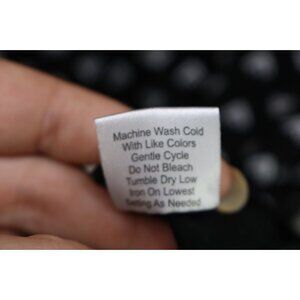 Machine Wash Cold
With Like Colors
Gentle Cycle
Do Not Bleach
Tumble Dry Low
Iron On Lowest
Setting As Needed